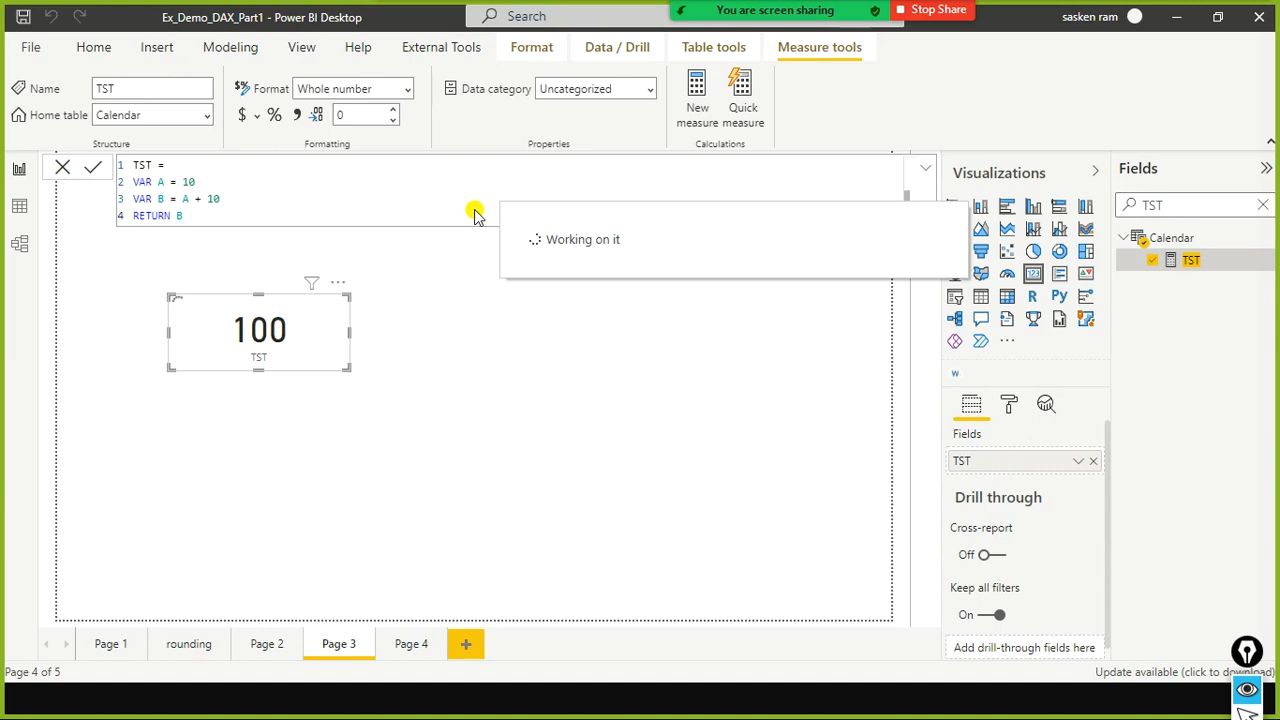 Ex_Demo_DAX_Part1 - Power BI Desktop
Search
You are screen sharing
Stop Share
sasken ram
File
Home
Insert
Modeling
View
Help
External Tools
Format
Data / Drill
Table tools
Measure tools
Name
TST
Home table
Calendar
Structure
Format
Whole number
$
%
0
Formatting
Data category
Uncategorized
Properties
New measure
Quick measure
Calculations
1 TST =
2 VAR A = 10
3 VAR B = A + 10
4 RETURN B
Working on it
100
TST
Visualizations
123
R
Py
w
Fields
TST
Drill through
Cross-report
Off
Keep all filters
On
Add drill-through fields here
Fields
TST
Calendar
TST
Page 1
rounding
Page 2
Page 3
Page 4
Page 4 of 5
Update available (click to download)